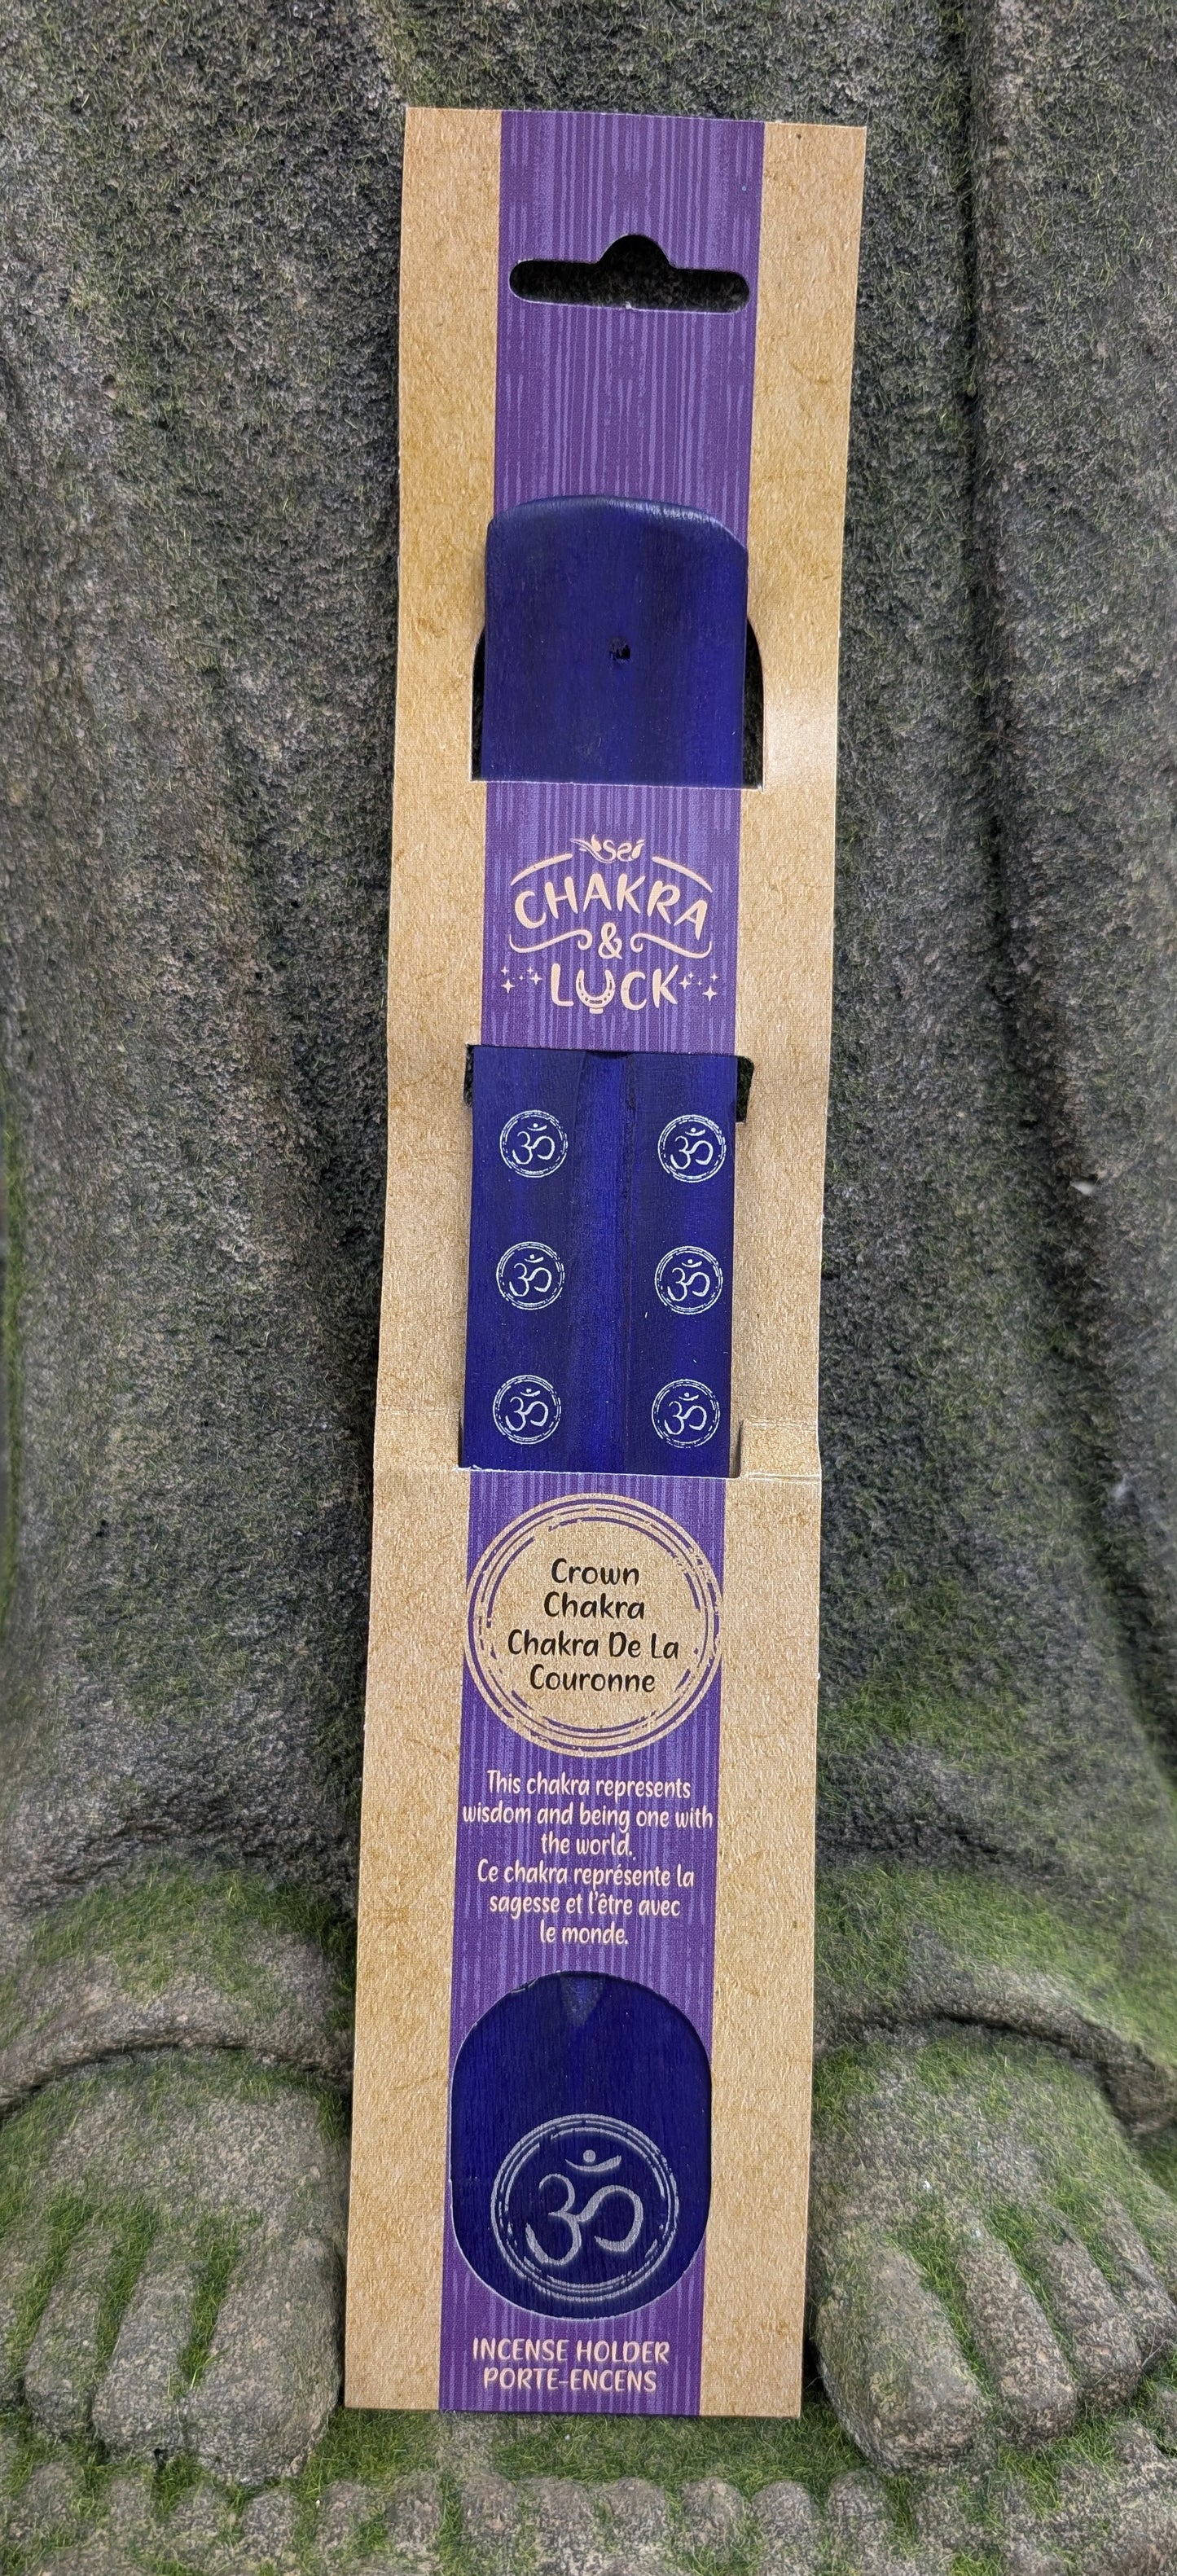 sei
CHAKRA
&
LUCK
ॐ ॐ
ॐ ॐ
ॐ ॐ
Crown
Chakra
Chakra De La
Couronne
This chakra represents
wisdom and being one with
the world.
Ce chakra représente la
sagesse et l'être avec
le monde.
ॐ
INCENSE HOLDER
PORTE-ENCENS